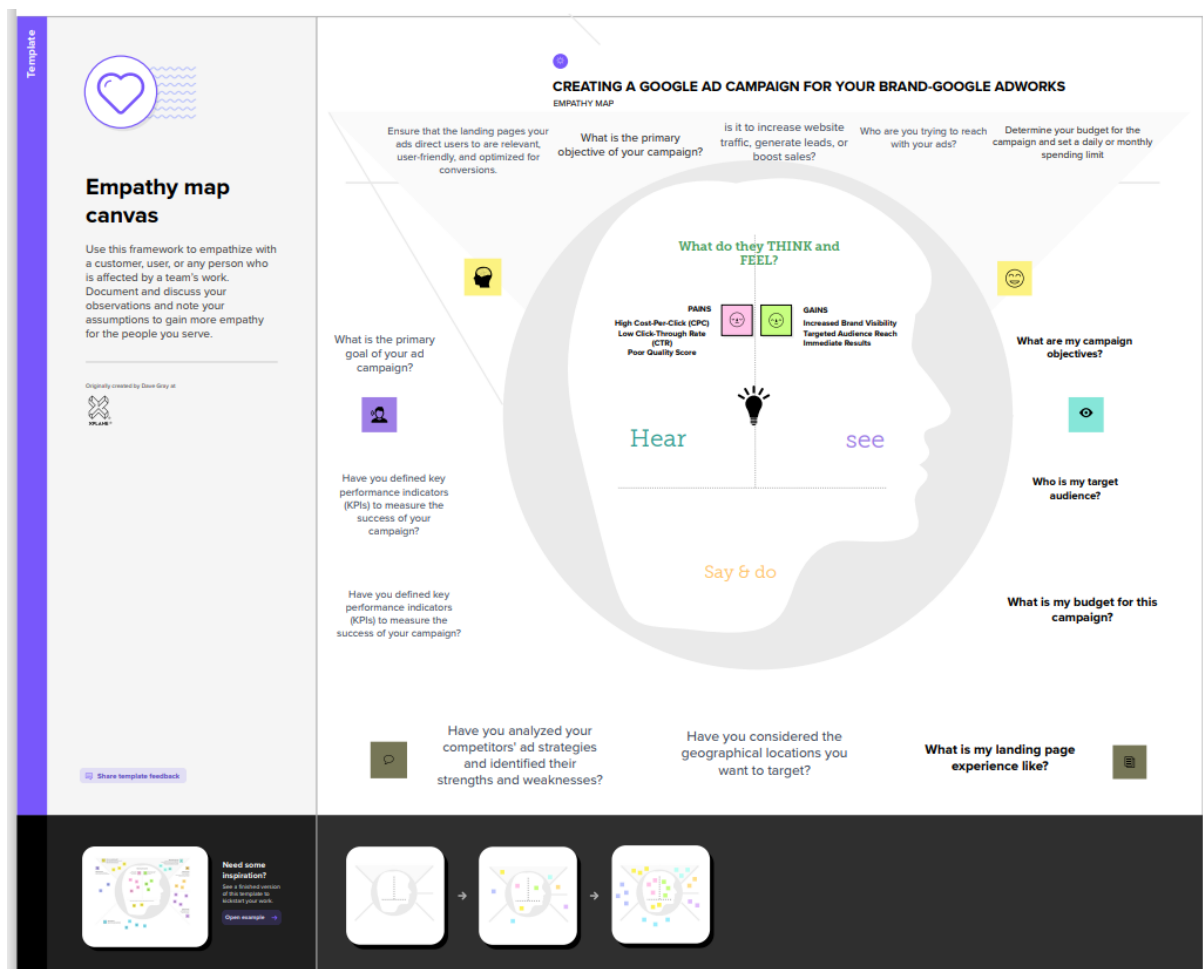 Template
Empathy map
canvas
Use this framework to empathize with
a customer, user, or any person who
is affected by a team's work.
Document and discuss your
observations and note your
assumptions to gain more empathy
for the people you serve.
Originally created by Dave Gray at
XPLANE
Share template feedback
CREATING A GOOGLE AD CAMPAIGN FOR YOUR BRAND-GOOGLE ADWORKS
EMPATHY MAP
Ensure that the landing pages your
ads direct users to are relevant,
user-friendly, and optimized for
conversions.
What is the primary
objective of your campaign?
is it to increase website
traffic, generate leads, or
boost sales?
Who are you trying to reach
with your ads?
Determine your budget for the
campaign and set a daily or monthly
spending limit
What do they THINK and
FEEL?
PAINS
High Cost-Per-Click (CPC)
Low Click-Through Rate
(CTR)
Poor Quality Score
GAINS
Increased Brand Visibility
Targeted Audience Reach
Immediate Results
What is the primary
goal of your ad
campaign?
What are my campaign
objectives?
Hear
see
Have you defined key
performance indicators
(KPIs) to measure the
success of your
campaign?
Who is my target
audience?
Say & do
Have you defined key
performance indicators
(KPIs) to measure the
success of your campaign?
What is my budget for this
campaign?
Have you analyzed your
competitors' ad strategies
and identified their
strengths and weaknesses?
Have you considered the
geographical locations you
want to target?
What is my landing page
experience like?
Need some
inspiration?
See a finished version
of this template to
kickstart your work.
Open example